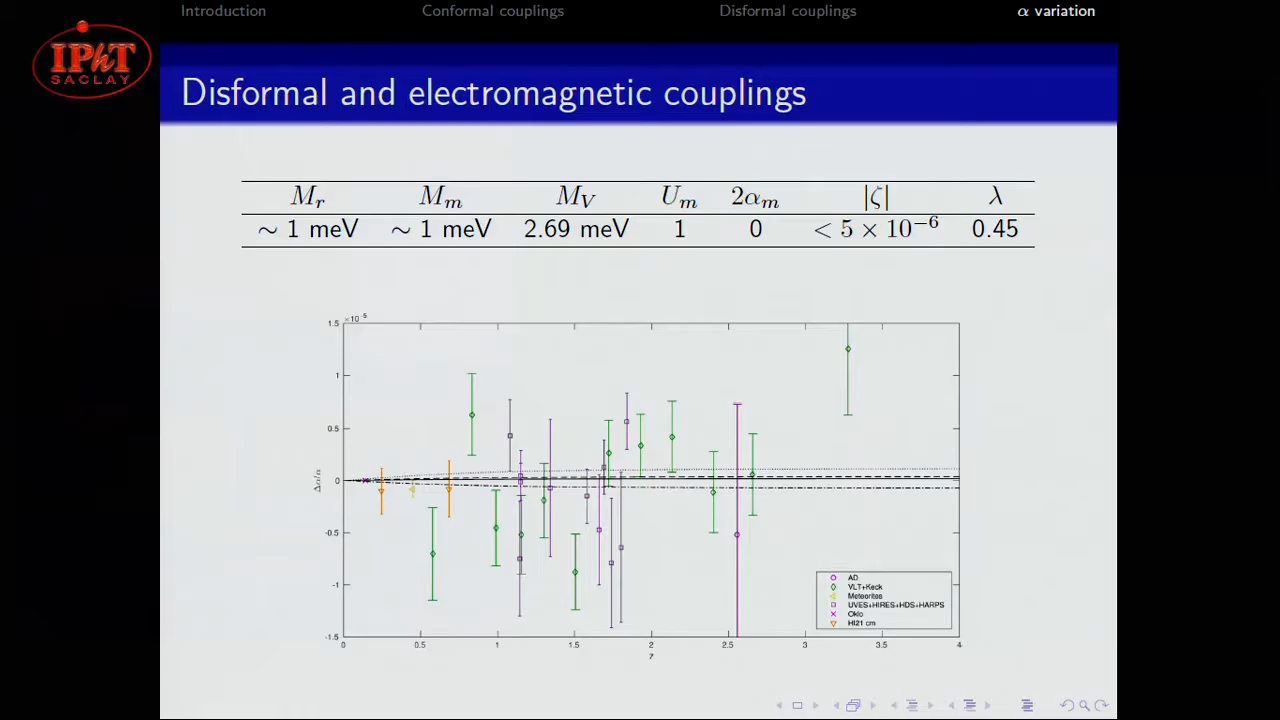 Introduction Conformal couplings Disformal couplings α variation
IPhT
SACLAY
Disformal and electromagnetic couplings
M_r M_m M_V U_m 2α_m |ζ| λ
∼ 1 meV ∼ 1 meV 2.69 meV 1 0 < 5 × 10^−6 0.45
×10^-5
1.5
1
0.5
0
-0.5
-1
-1.5
Δα/α
0 0.5 1 1.5 2 2.5 3 3.5 4
z
AD
VLT+Keck
Meteorites
UVES+HIRES+HDS+HARPS
Oklo
HI21 cm